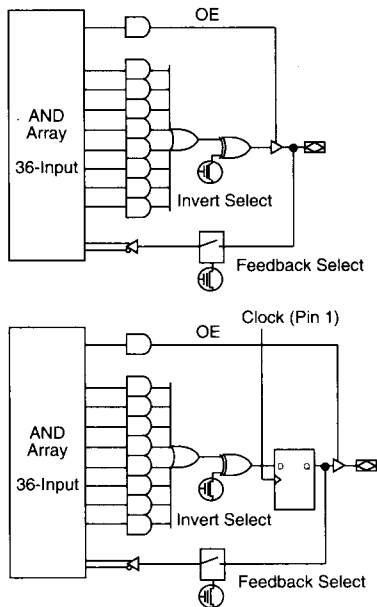 OE
AND
Array
36-Input
Invert Select
Feedback Select
Clock (Pin 1)
OE
AND
Array
36-Input
D Q
Invert Select
Feedback Select